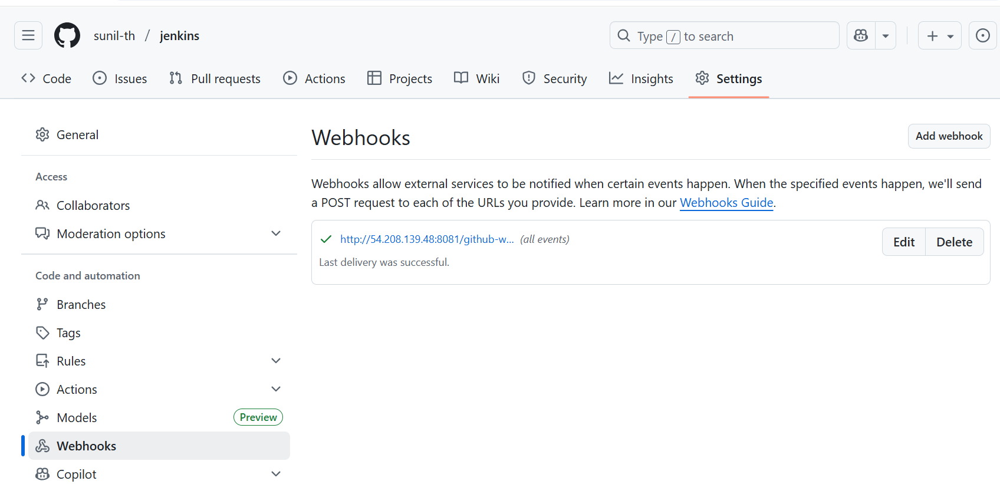 sunil-th / jenkins
Type / to search
Code Issues Pull requests Actions Projects Wiki Security Insights Settings
General
Access
Collaborators
Moderation options
Code and automation
Branches
Tags
Rules
Actions
Models Preview
Webhooks
Copilot
Webhooks
Add webhook
Webhooks allow external services to be notified when certain events happen. When the specified events happen, we'll send
a POST request to each of the URLs you provide. Learn more in our Webhooks Guide.
http://54.208.139.48:8081/github-w... (all events)
Edit Delete
Last delivery was successful.